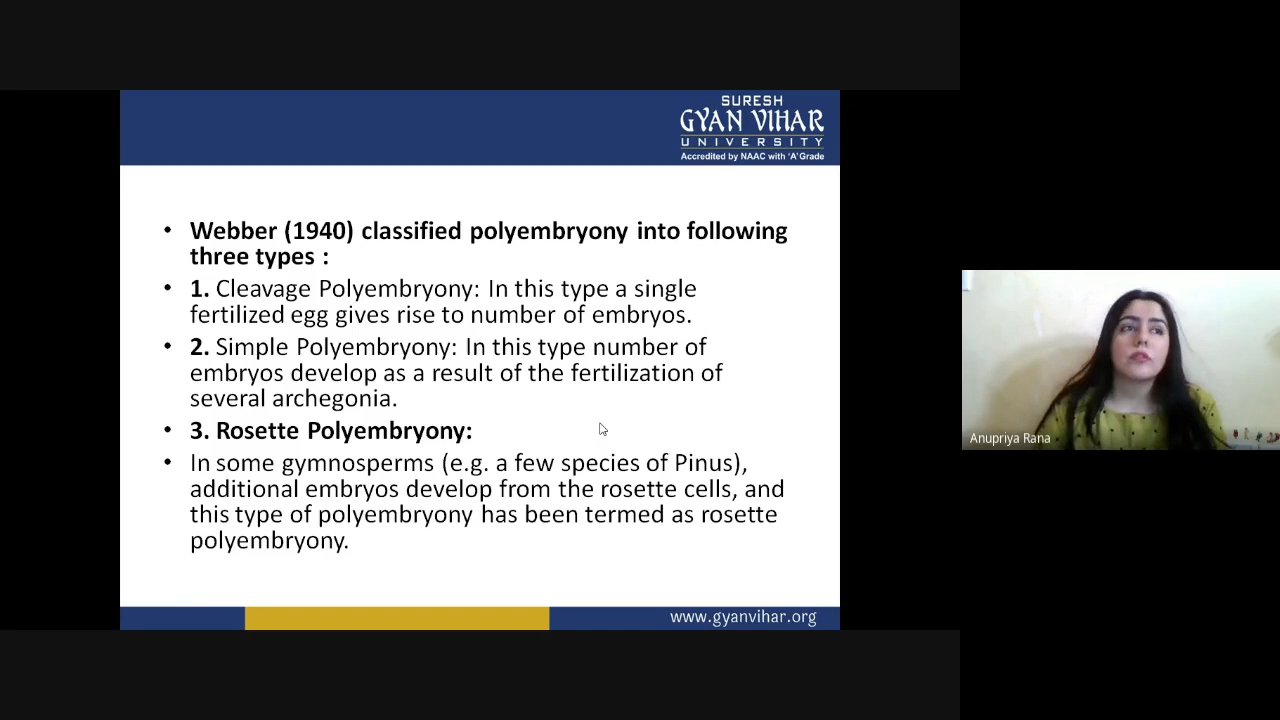 SURESH
GYAN VIHAR
UNIVERSITY
Accredited by NAAC with 'A' Grade
• Webber (1940) classified polyembryony into following
three types :
• 1. Cleavage Polyembryony: In this type a single
fertilized egg gives rise to number of embryos.
• 2. Simple Polyembryony: In this type number of
embryos develop as a result of the fertilization of
several archegonia.
• 3. Rosette Polyembryony:
• In some gymnosperms (e.g. a few species of Pinus),
additional embryos develop from the rosette cells, and
this type of polyembryony has been termed as rosette
polyembryony.
www.gyanvihar.org
Anupriya Rana